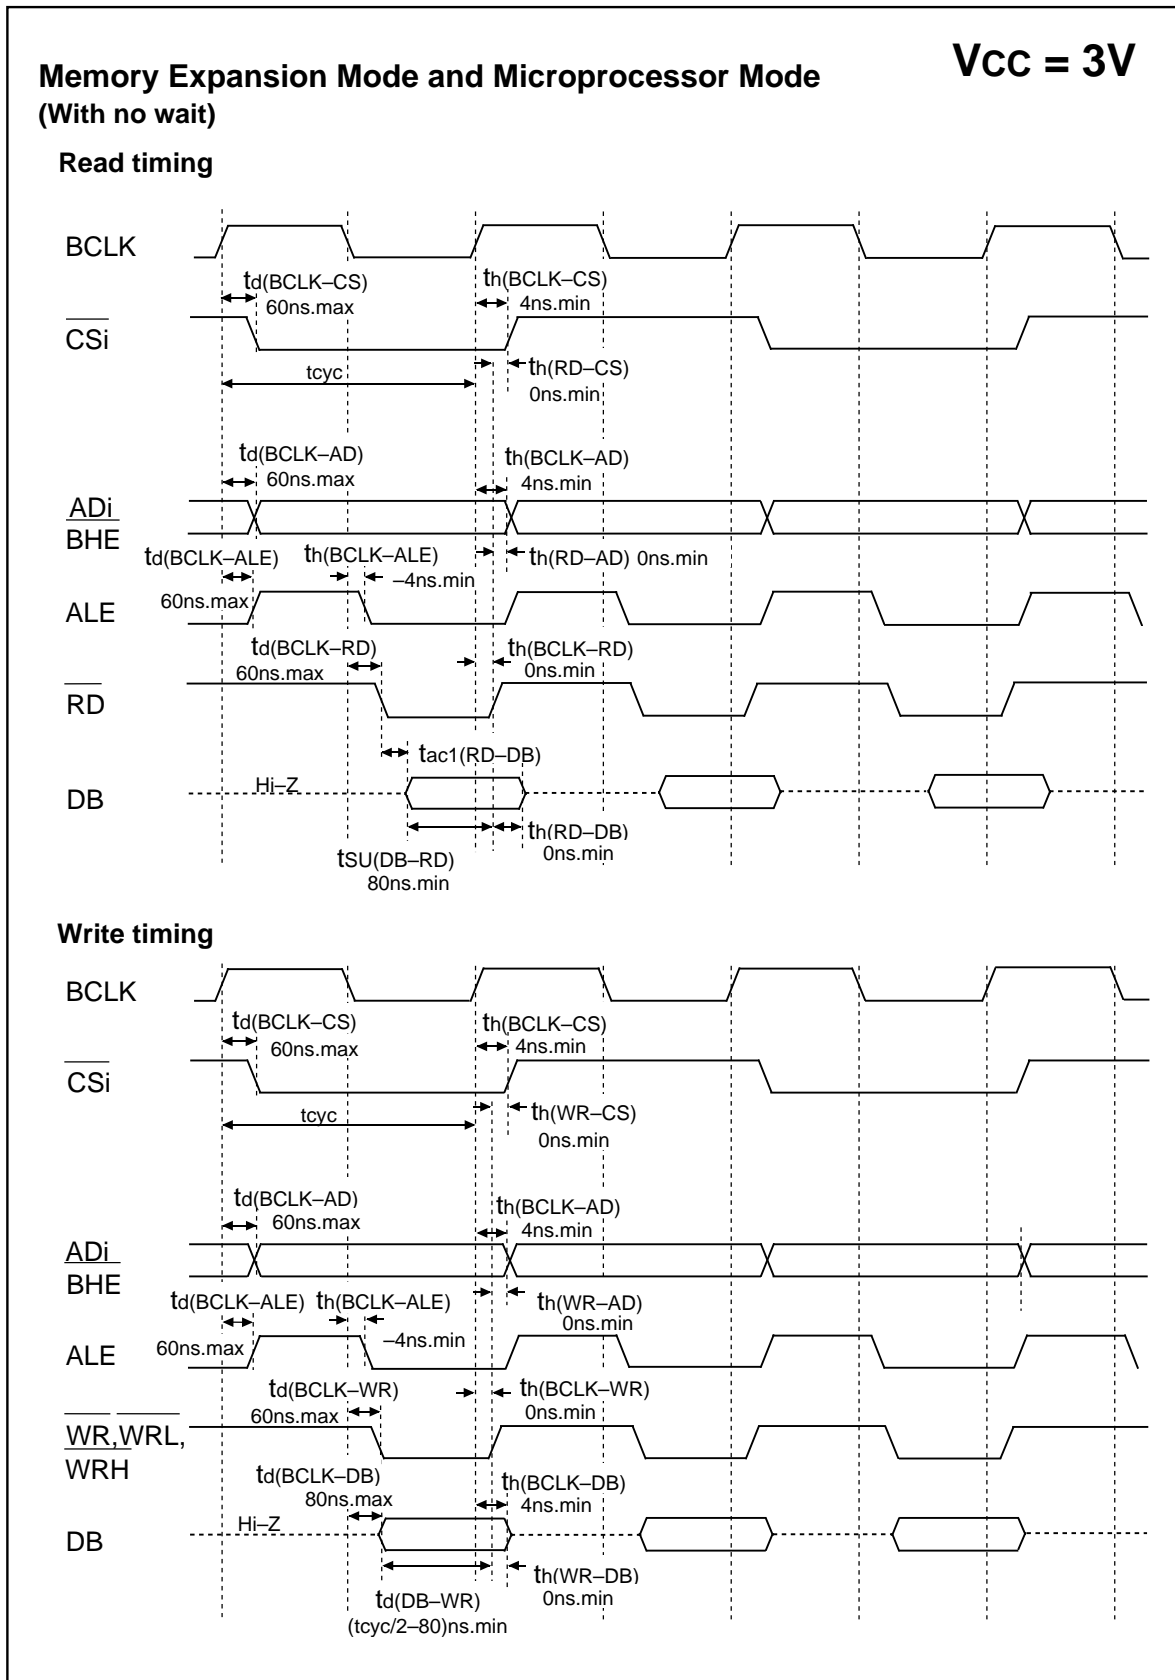 VCC = 3V
Memory Expansion Mode and Microprocessor Mode
(With no wait)
Read timing
BCLK
td(BCLK–CS)
60ns.max
th(BCLK–CS)
4ns.min
CSi
tcyc
th(RD–CS)
0ns.min
td(BCLK–AD)
60ns.max
th(BCLK–AD)
4ns.min
ADi
BHE
td(BCLK–ALE)
60ns.max
th(BCLK–ALE)
–4ns.min
th(RD–AD) 0ns.min
ALE
td(BCLK–RD)
60ns.max
th(BCLK–RD)
0ns.min
RD
tac1(RD–DB)
Hi–Z
DB
tSU(DB–RD)
80ns.min
th(RD–DB)
0ns.min
Write timing
BCLK
td(BCLK–CS)
60ns.max
th(BCLK–CS)
4ns.min
CSi
tcyc
th(WR–CS)
0ns.min
td(BCLK–AD)
60ns.max
th(BCLK–AD)
4ns.min
ADi
BHE
td(BCLK–ALE)
60ns.max
th(BCLK–ALE)
–4ns.min
th(WR–AD)
0ns.min
ALE
td(BCLK–WR)
60ns.max
th(BCLK–WR)
0ns.min
WR,WRL,
WRH
td(BCLK–DB)
80ns.max
th(BCLK–DB)
4ns.min
Hi–Z
DB
td(DB–WR)
(tcyc/2–80)ns.min
th(WR–DB)
0ns.min